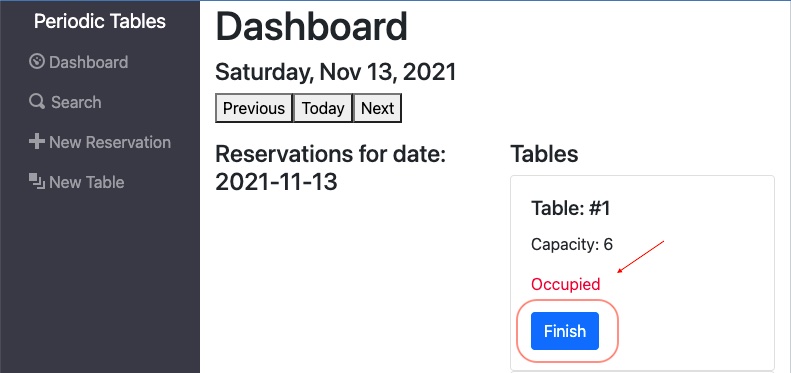 Periodic Tables
Dashboard
Search
New Reservation
New Table
Dashboard
Saturday, Nov 13, 2021
Previous Today Next
Reservations for date:
2021-11-13
Tables
Table: #1
Capacity: 6
Occupied
Finish